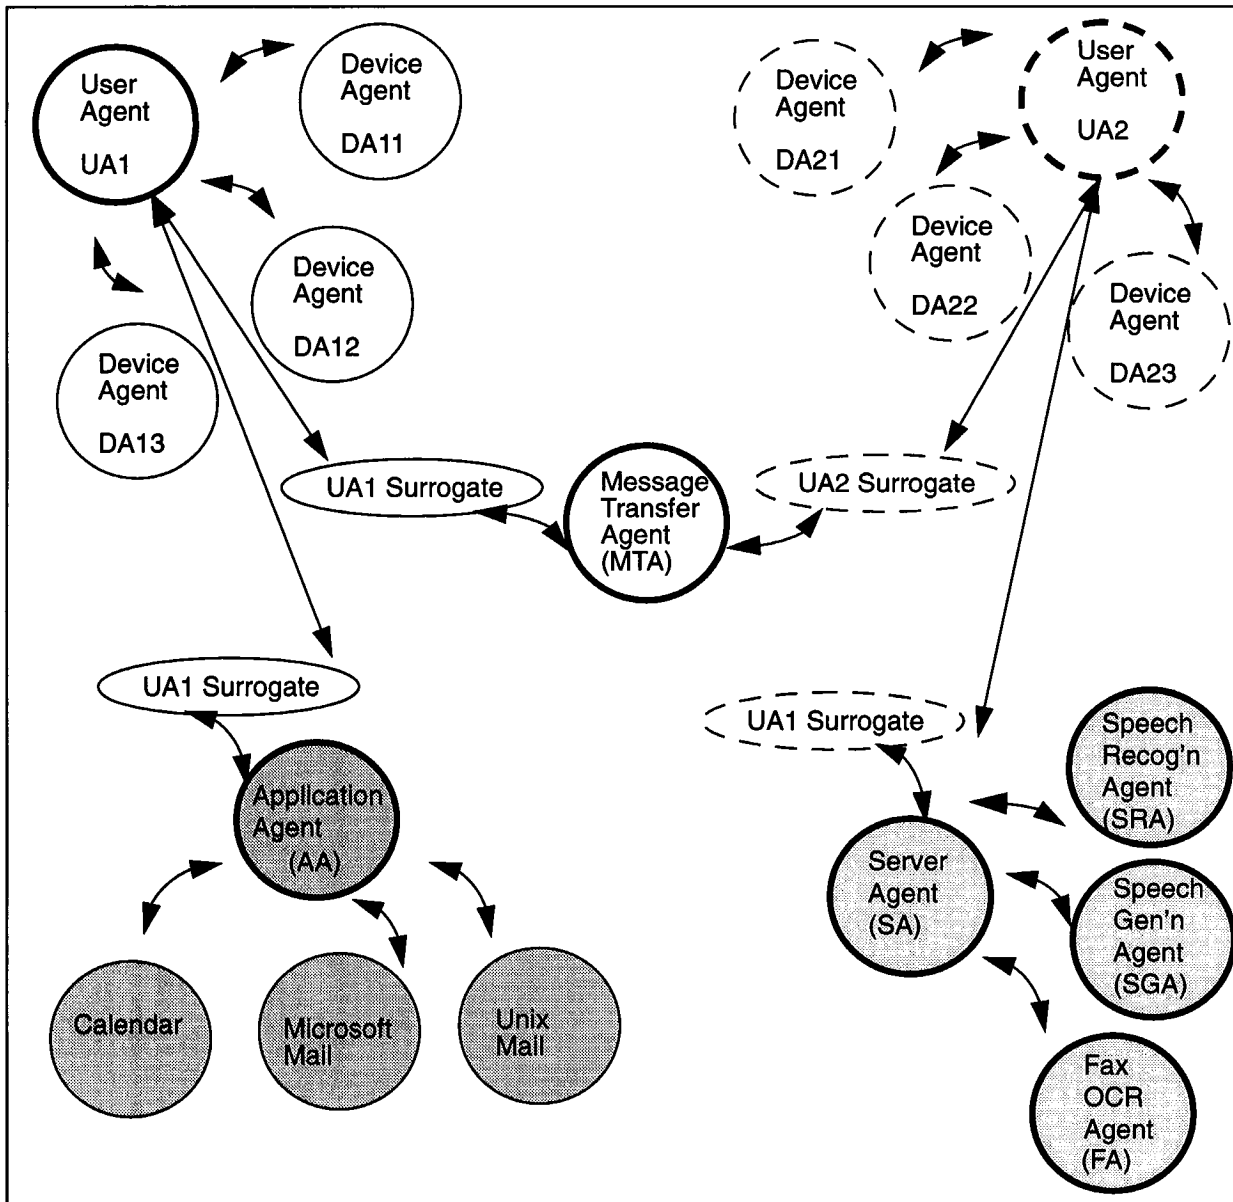 User
Agent
UA1
Device
Agent
DA11
Device
Agent
DA12
Device
Agent
DA13
Device
Agent
DA21
User
Agent
UA2
Device
Agent
DA22
Device
Agent
DA23
UA1 Surrogate
Message
Transfer
Agent
(MTA)
UA2 Surrogate
UA1 Surrogate
Application
Agent
(AA)
Calendar
Microsoft
Mail
Unix
Mail
UA1 Surrogate
Server
Agent
(SA)
Speech
Recog'n
Agent
(SRA)
Speech
Gen'n
Agent
(SGA)
Fax
OCR
Agent
(FA)